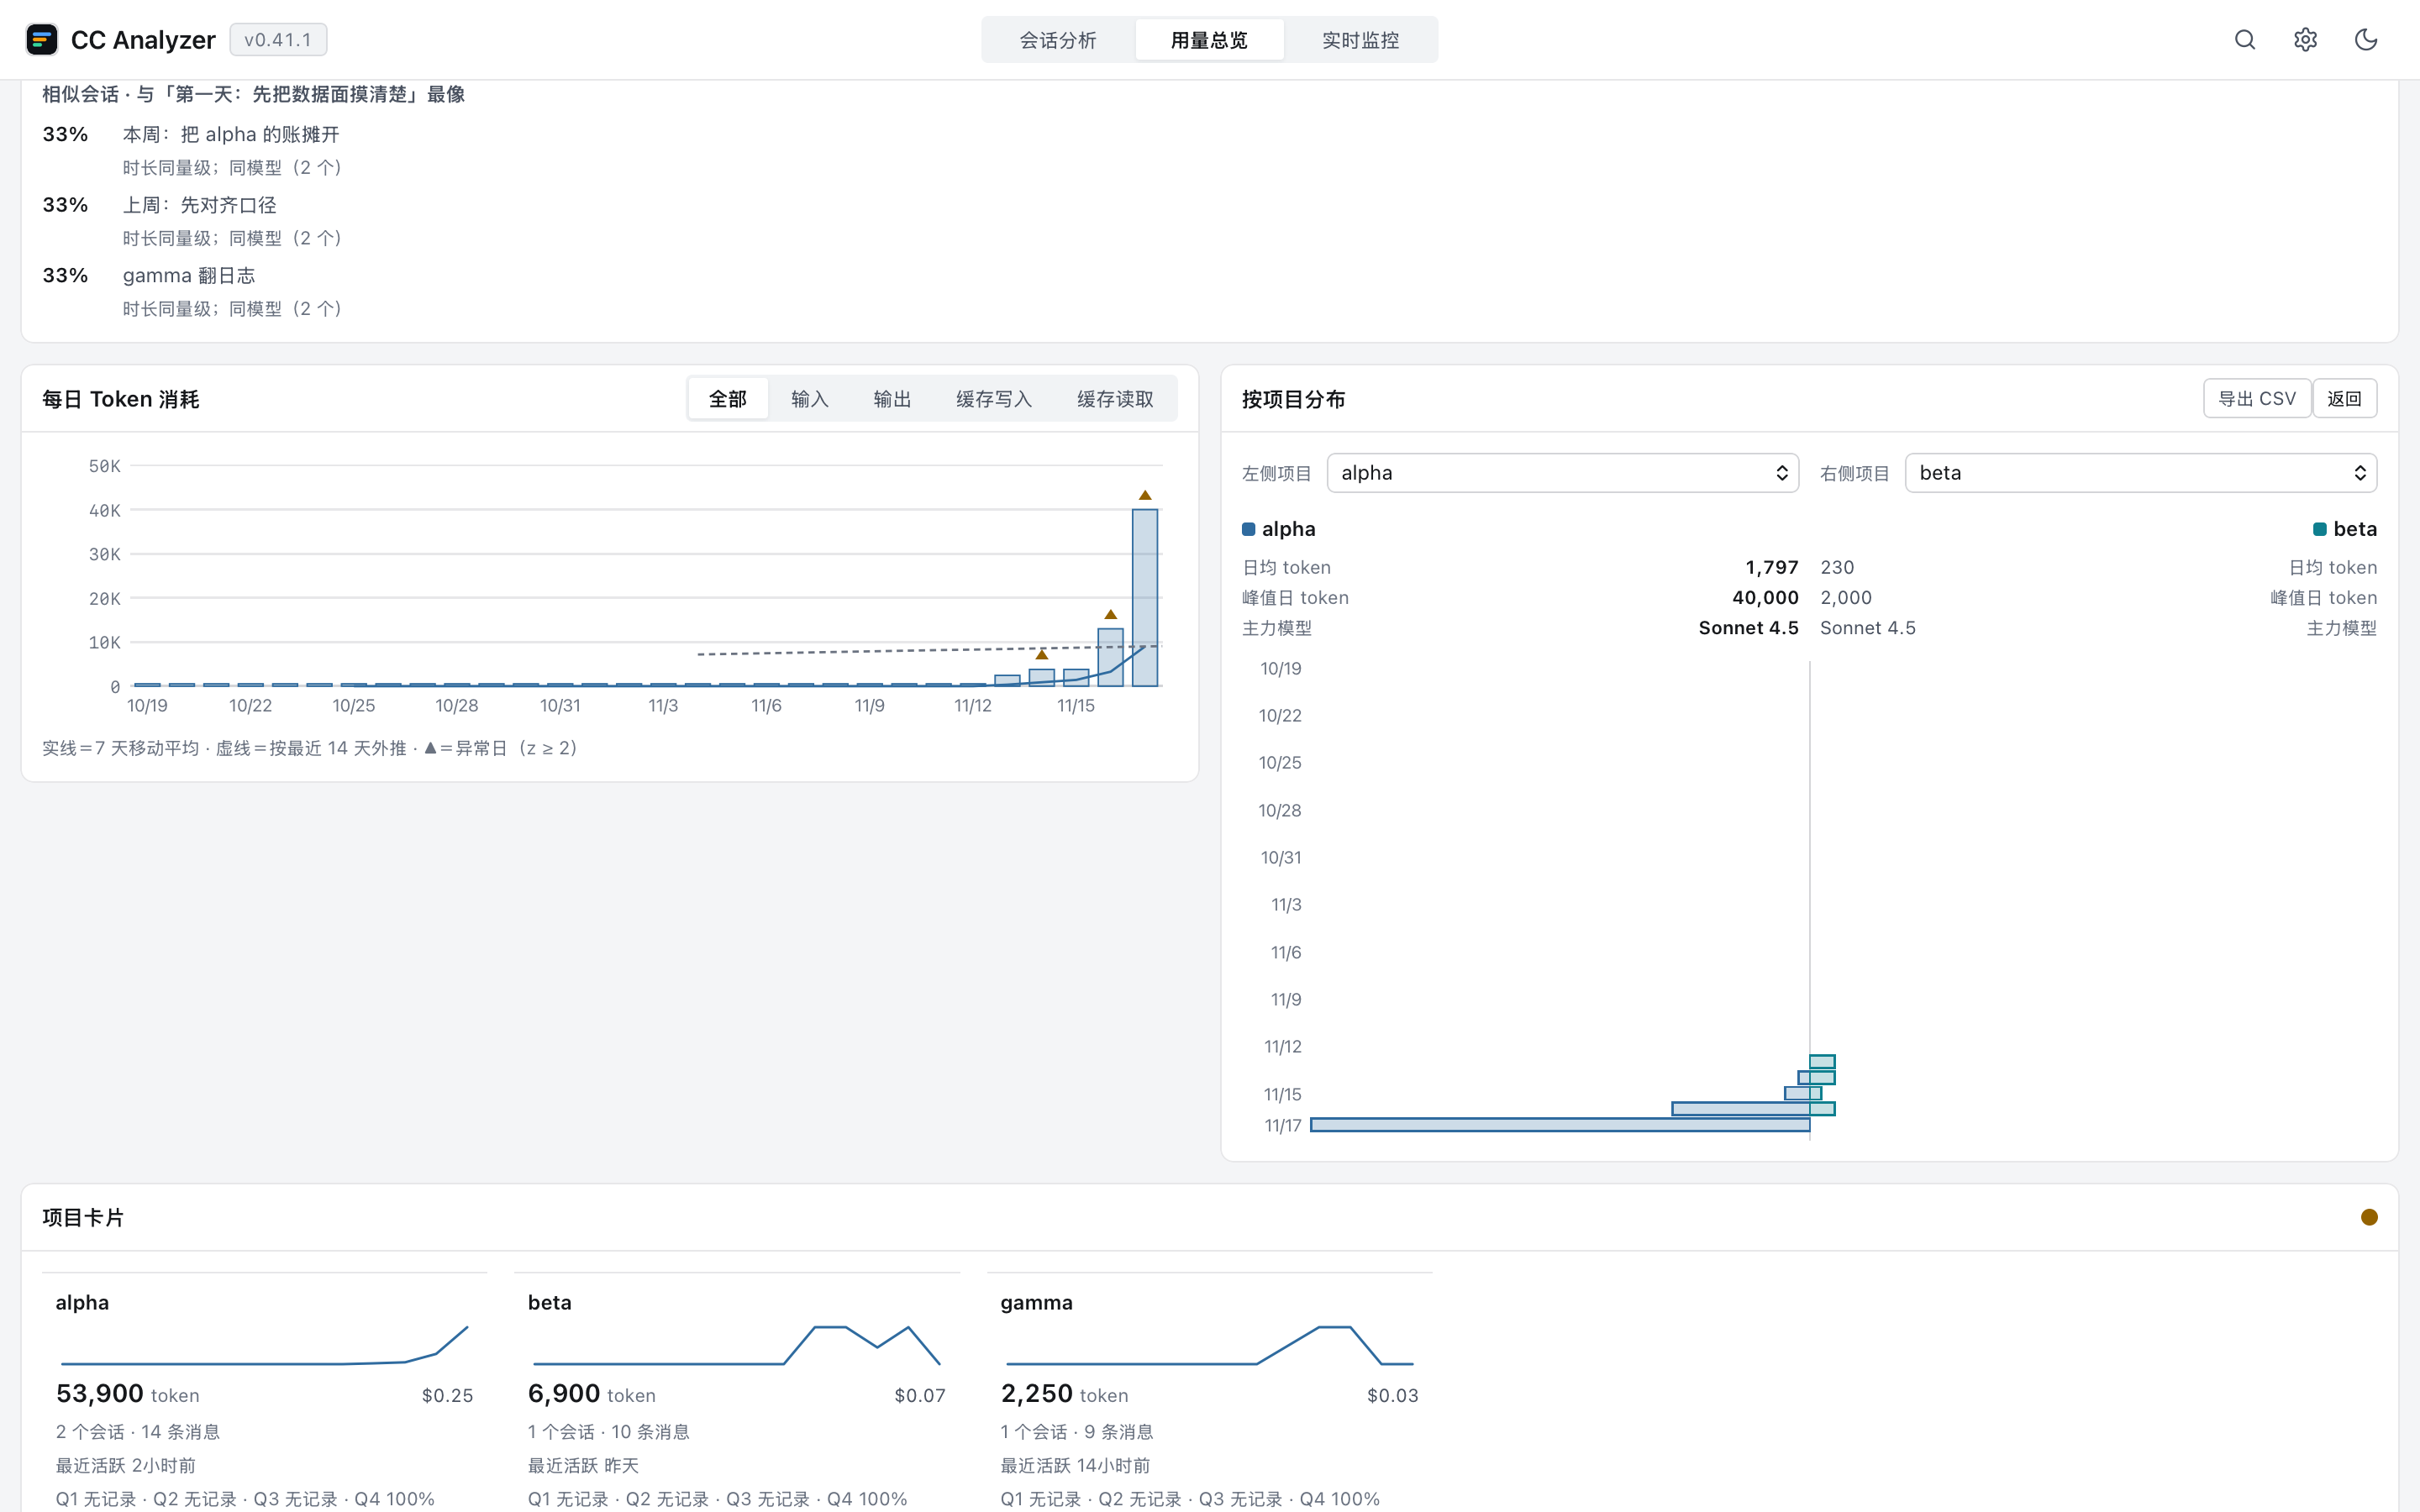 CC Analyzer v0.41.1
会话分析 用量总览 实时监控
相似会话 · 与「第一天：先把数据面摸清楚」最像
33% 本周：把 alpha 的账摊开
时长同量级；同模型（2 个）
33% 上周：先对齐口径
时长同量级；同模型（2 个）
33% gamma 翻日志
时长同量级；同模型（2 个）
每日 Token 消耗
全部 输入 输出 缓存写入 缓存读取
50K
40K
30K
20K
10K
0
10/19 10/22 10/25 10/28 10/31 11/3 11/6 11/9 11/12 11/15
实线＝7 天移动平均 · 虚线＝按最近 14 天外推 · ▲＝异常日（z ≥ 2）
按项目分布
导出 CSV 返回
左侧项目 alpha 右侧项目 beta
alpha beta
日均 token 1,797 230 日均 token
峰值日 token 40,000 2,000 峰值日 token
主力模型 Sonnet 4.5 Sonnet 4.5 主力模型
10/19
10/22
10/25
10/28
10/31
11/3
11/6
11/9
11/12
11/15
11/17
项目卡片
alpha
53,900 token $0.25
2 个会话 · 14 条消息
最近活跃 2小时前
Q1 无记录 · Q2 无记录 · Q3 无记录 · Q4 100%
beta
6,900 token $0.07
1 个会话 · 10 条消息
最近活跃 昨天
Q1 无记录 · Q2 无记录 · Q3 无记录 · Q4 100%
gamma
2,250 token $0.03
1 个会话 · 9 条消息
最近活跃 14小时前
Q1 无记录 · Q2 无记录 · Q3 无记录 · Q4 100%